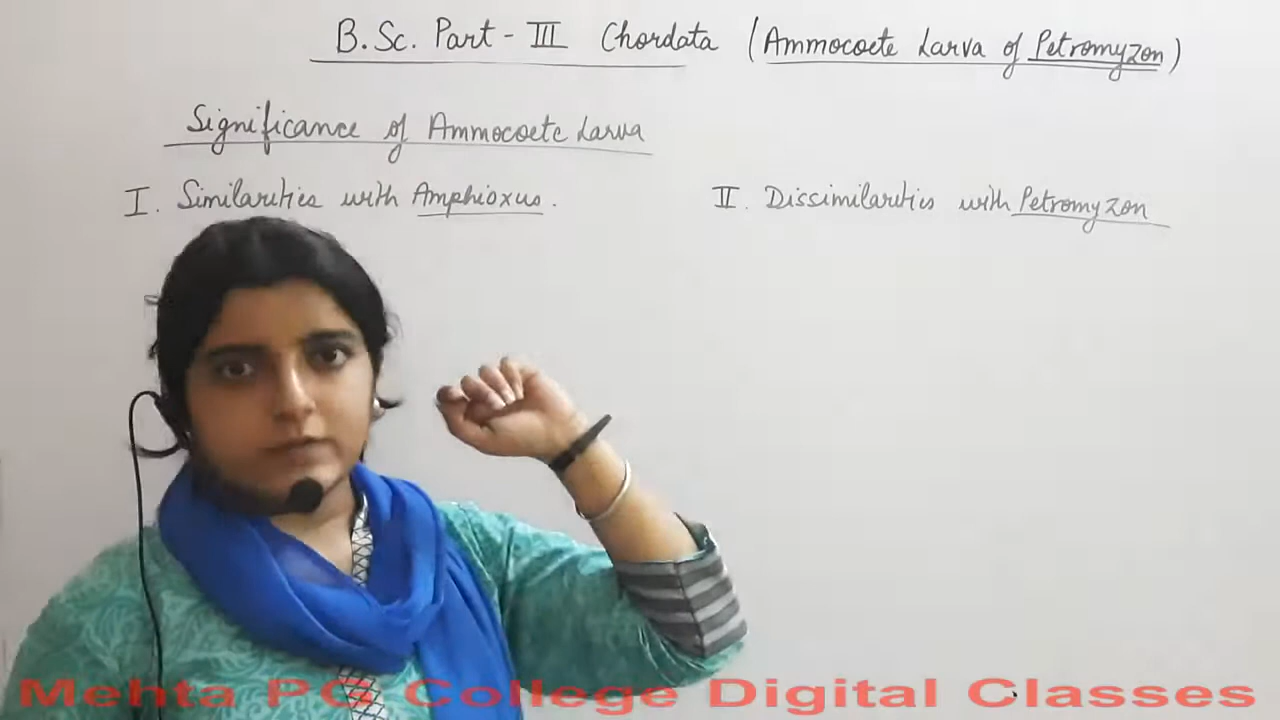 B.Sc. Part - III Chordata (Ammocoete Larva of Petromyzon)
Significance of Ammocoete Larva
I. Similarities with Amphioxus.
II. Dissimilarities with Petromyzon
Mehta PG College Digital Classes